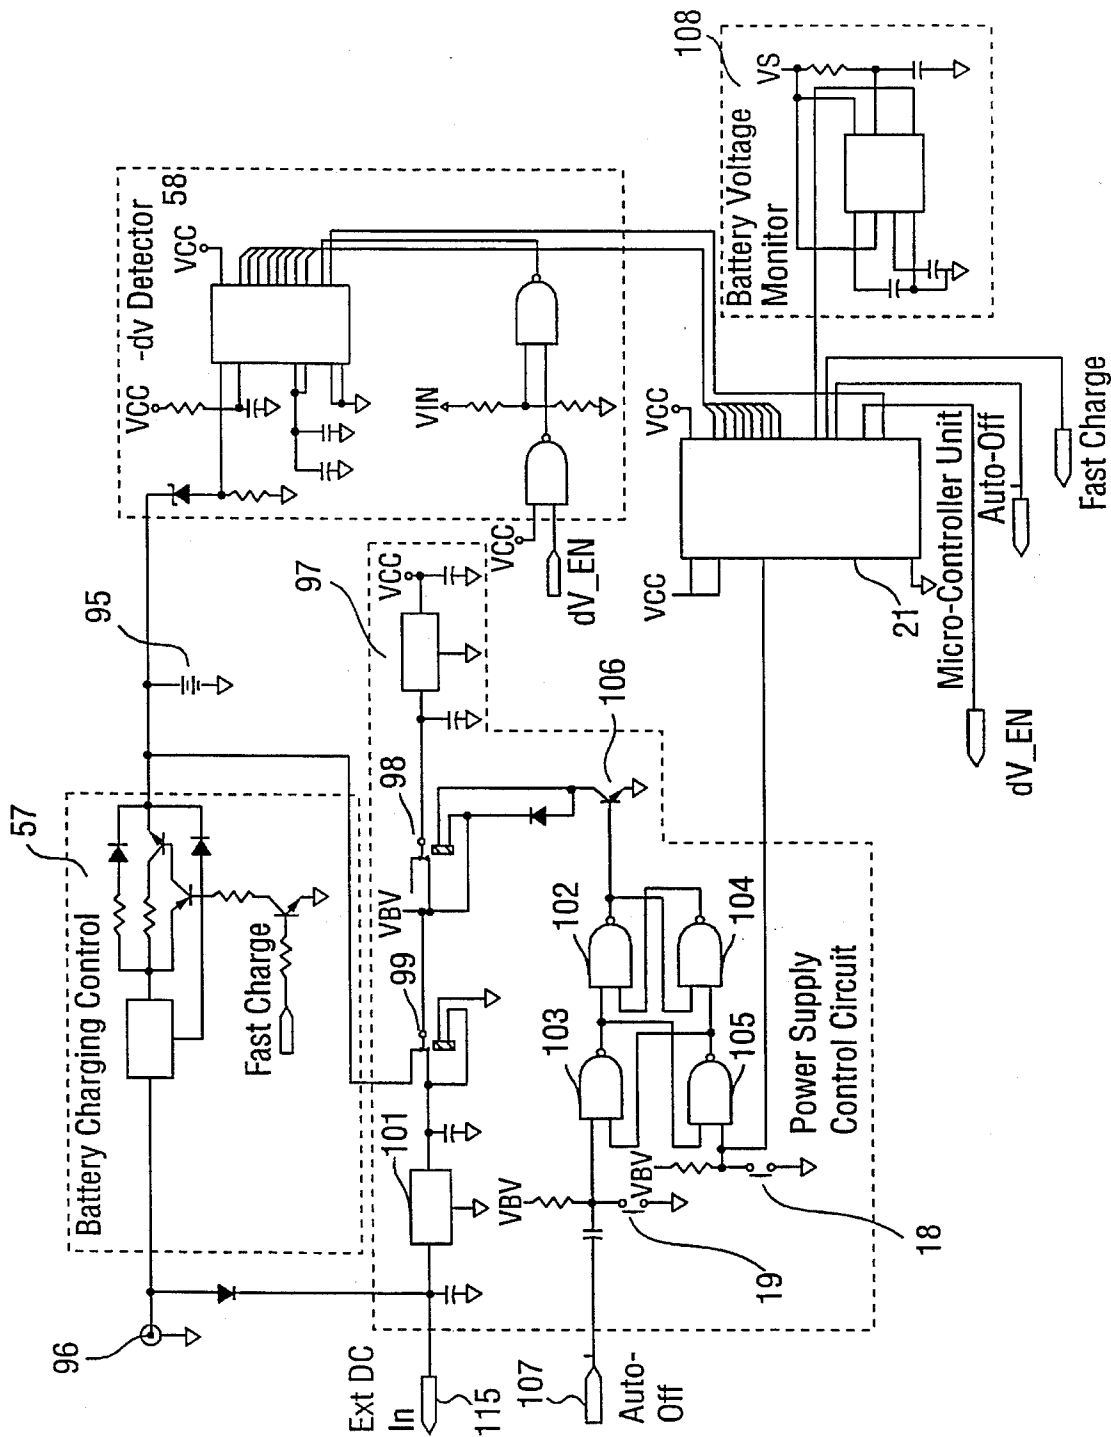 96
57
Battery Charging Control
Fast Charge
95
-dv Detector
58
VCC
VCC
VIN
VCC
dV_EN
Ext DC
In
115
101
99
VBV
98
97
VCC
106
103
102
105
104
VBV
VBV
19
18
107
Auto-
Off
Power Supply
Control Circuit
VCC
VCC
21
Micro-Controller Unit
dV_EN
Auto-Off
Fast Charge
108
Battery Voltage
Monitor
VS